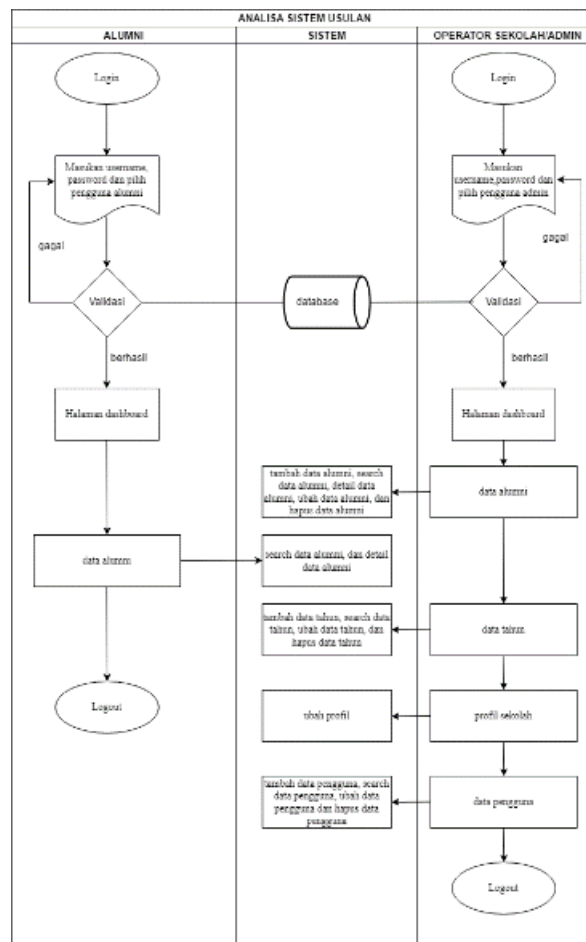 ANALISA SISTEM USULAN
ALUMNI
SISTEM
OPERATOR SEKOLAH/ADMIN
Login
Login
Masukan username,
password dan pilih
pengguna alumni
Masukan
username,password dan
pilih pengguna admin
gagal
gagal
Validasi
database
Validasi
berhasil
berhasil
Halaman dashboard
Halaman dashboard
tambah data alumni, search
data alumni, detail data
alumni, ubah data alumni, dan
hapus data alumni
data alumni
data alumni
search data alumni, dan detail
data alumni
tambah data tahun, search data
tahun, ubah data tahun, dan
hapus data tahun
data tahun
Logout
ubah profil
profil sekolah
tambah data pengguna, search
data pengguna, ubah data
pengguna dan hapus data
pengguna
data pengguna
Logout